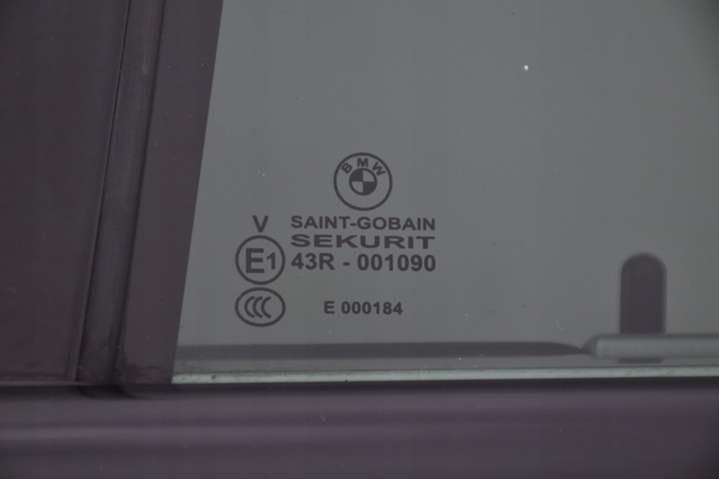 BMW
V SAINT-GOBAIN
SEKURIT
E1 43R - 001090
CCC E 000184